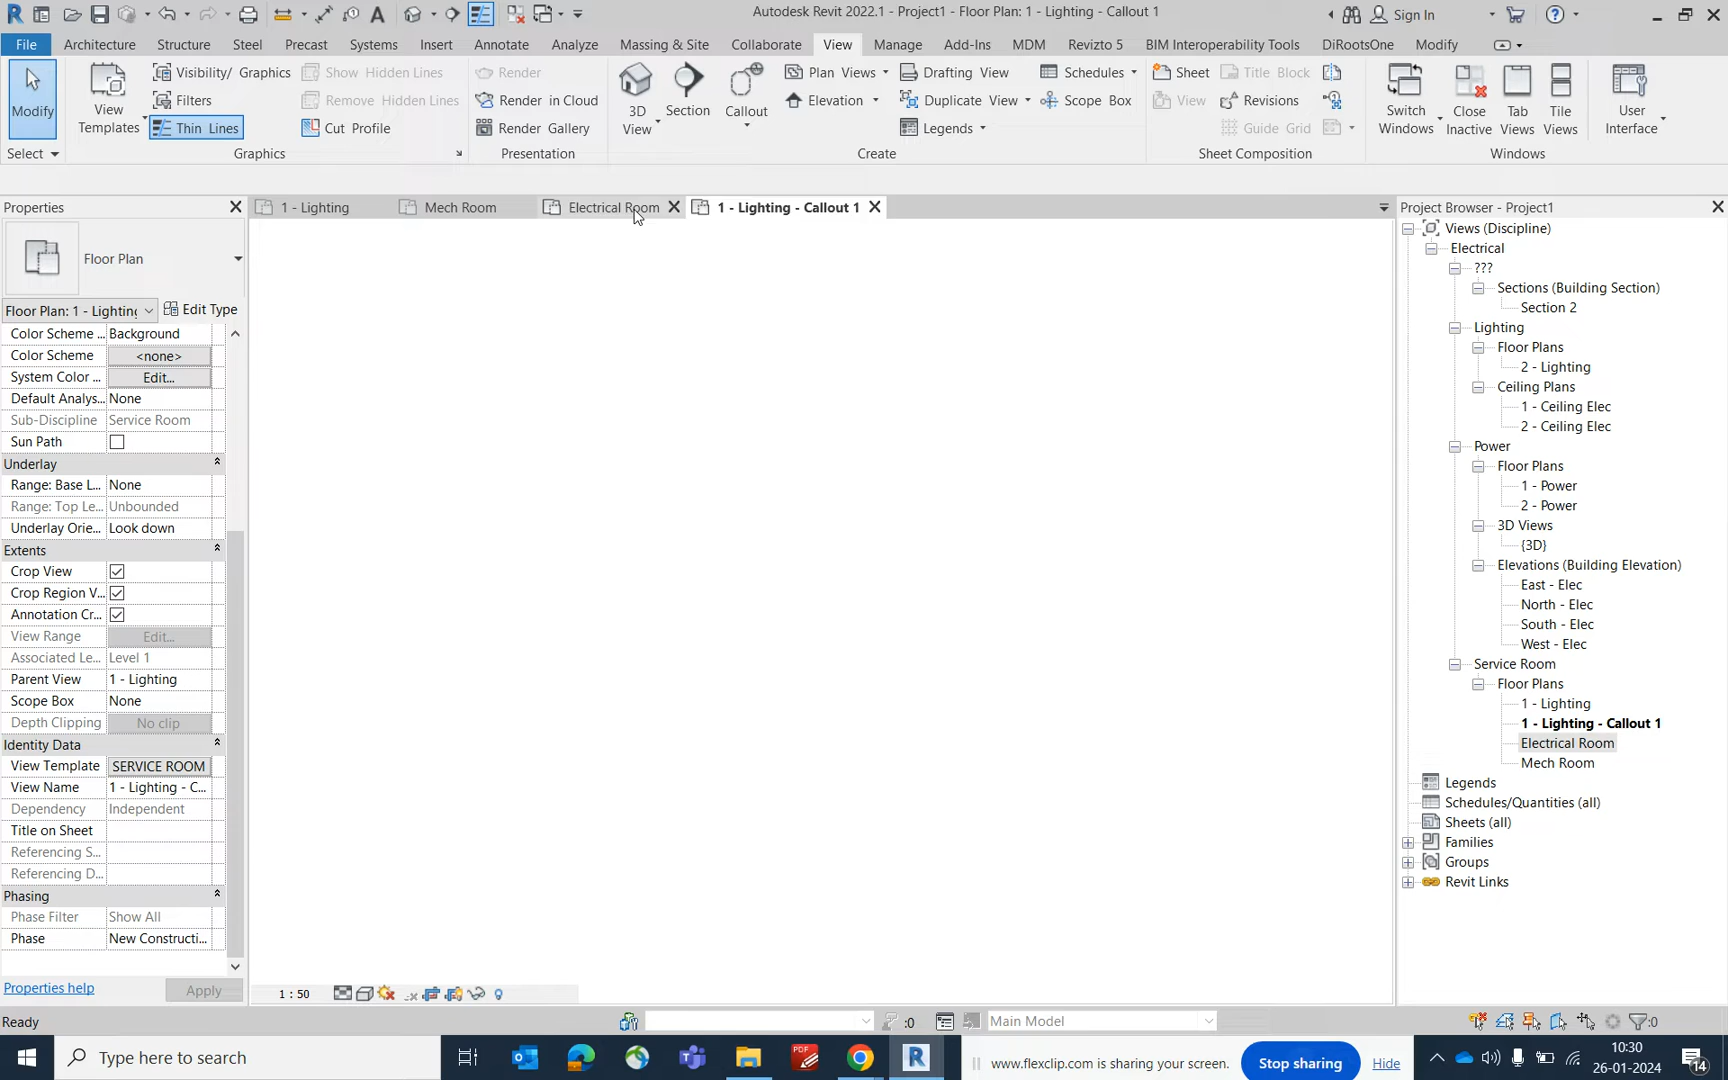 Autodesk Revit 2022.1 - Project1 - Floor Plan: 1 - Lighting - Callout 1
Sign In
File Architecture Structure Steel Precast Systems Insert Annotate Analyze Massing & Site Collaborate View Manage Add-Ins MDM Revizto 5 BIM Interoperability Tools DiRootsOne Modify
Modify
View Templates
Visibility/ Graphics
Filters
Thin Lines
Show Hidden Lines
Remove Hidden Lines
Cut Profile
Render
Render in Cloud
Render Gallery
3D View
Section
Callout
Plan Views
Elevation
Drafting View
Duplicate View
Legends
Schedules
Scope Box
Sheet
View
Title Block
Revisions
Guide Grid
Switch Windows
Close Inactive
Tab Views
Tile Views
User Interface
Select Graphics Presentation Create Sheet Composition Windows
Properties
1 - Lighting Mech Room Electrical Room 1 - Lighting - Callout 1
Project Browser - Project1
Floor Plan
Floor Plan: 1 - Lighting Edit Type
Color Scheme ... Background
Color Scheme <none>
System Color ... Edit...
Default Analys... None
Sub-Discipline Service Room
Sun Path
Underlay
Range: Base L... None
Range: Top Le... Unbounded
Underlay Orie... Look down
Extents
Crop View
Crop Region V...
Annotation Cr...
View Range Edit...
Associated Le... Level 1
Parent View 1 - Lighting
Scope Box None
Depth Clipping No clip
Identity Data
View Template SERVICE ROOM
View Name 1 - Lighting - C...
Dependency Independent
Title on Sheet
Referencing S...
Referencing D...
Phasing
Phase Filter Show All
Phase New Constructi...
Properties help Apply
Views (Discipline)
Electrical
???
Sections (Building Section)
Section 2
Lighting
Floor Plans
2 - Lighting
Ceiling Plans
1 - Ceiling Elec
2 - Ceiling Elec
Power
Floor Plans
1 - Power
2 - Power
3D Views
{3D}
Elevations (Building Elevation)
East - Elec
North - Elec
South - Elec
West - Elec
Service Room
Floor Plans
1 - Lighting
1 - Lighting - Callout 1
Electrical Room
Mech Room
Legends
Schedules/Quantities (all)
Sheets (all)
Families
Groups
Revit Links
1 : 50
Ready :0 Main Model :0
Type here to search
www.flexclip.com is sharing your screen. Stop sharing Hide
10:30
26-01-2024
14